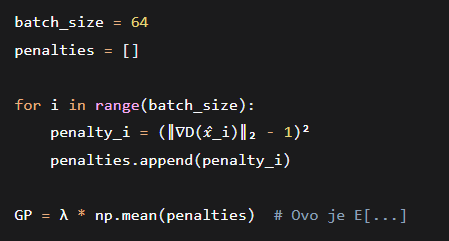 batch_size = 64
penalties = []
for i in range(batch_size):
penalty_i = (‖∇D(x̂_i)‖₂ - 1)²
penalties.append(penalty_i)
GP = λ * np.mean(penalties)  # Ovo je E[...]